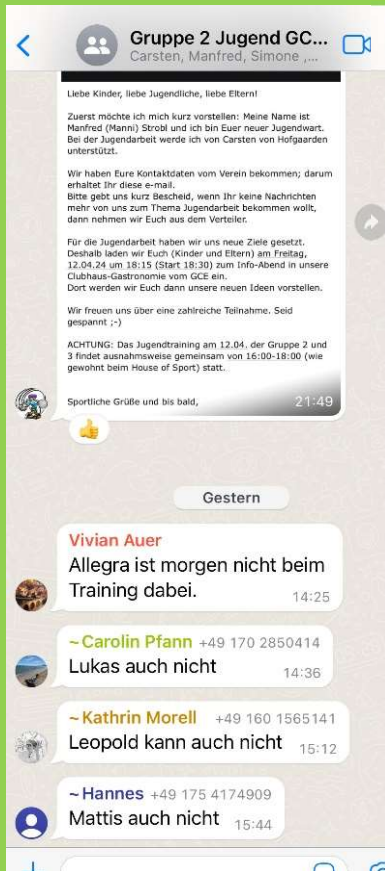 Gruppe 2 Jugend GC...
Carsten, Manfred, Simone ,...
Liebe Kinder, liebe Jugendliche, liebe Eltern!
Zuerst möchte ich mich kurz vorstellen: Meine Name ist
Manfred (Manni) Strobl und ich bin Euer neuer Jugendwart.
Bei der Jugendarbeit werde ich von Carsten von Hofgaarden
unterstützt.
Wir haben Eure Kontaktdaten vom Verein bekommen; darum
erhaltet Ihr diese e-mail.
Bitte gebt uns kurz Bescheid, wenn Ihr keine Nachrichten
mehr von uns zum Thema Jugendarbeit bekommen wollt,
dann nehmen wir Euch aus dem Verteiler.
Für die Jugendarbeit haben wir uns neue Ziele gesetzt.
Deshalb laden wir Euch (Kinder und Eltern) am Freitag,
12.04.24 um 18:15 (Start 18:30) zum Info-Abend in unsere
Clubhaus-Gastronomie vom GCE ein.
Dort werden wir Euch dann unsere neuen Ideen vorstellen.
Wir freuen uns über eine zahlreiche Teilnahme. Seid
gespannt ;-)
ACHTUNG: Das Jugendtraining am 12.04. der Gruppe 2 und
3 findet ausnahmsweise gemeinsam von 16:00-18:00 (wie
gewohnt beim House of Sport) statt.
Sportliche Grüße und bis bald,
21:49
Gestern
Vivian Auer
Allegra ist morgen nicht beim
Training dabei.
14:25
~Carolin Pfann +49 170 2850414
Lukas auch nicht
14:36
~Kathrin Morell +49 160 1565141
Leopold kann auch nicht
15:12
~Hannes +49 175 4174909
Mattis auch nicht
15:44